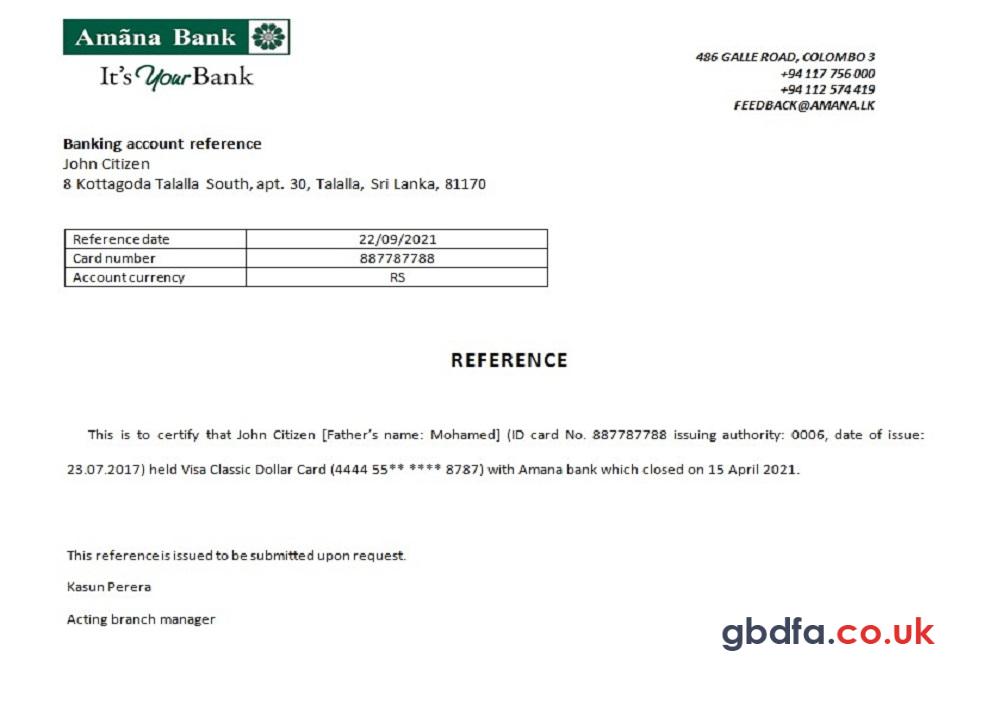 Amãna Bank
It's Your Bank
486 GALLE ROAD, COLOMBO 3
+94 117 756 000
+94 112 574 419
FEEDBACK@AMANA.LK
Banking account reference
John Citizen
8 Kottagoda Talalla South, apt. 30, Talalla, Sri Lanka, 81170
Reference date 22/09/2021
Card number 887787788
Account currency RS
REFERENCE
This is to certify that John Citizen [Father's name: Mohamed] (ID card No. 887787788 issuing authority: 0006, date of issue:
23.07.2017) held Visa Classic Dollar Card (4444 55** **** 8787) with Amana bank which closed on 15 April 2021.
This reference is issued to be submitted upon request.
Kasun Perera
Acting branch manager
gbdfa.co.uk